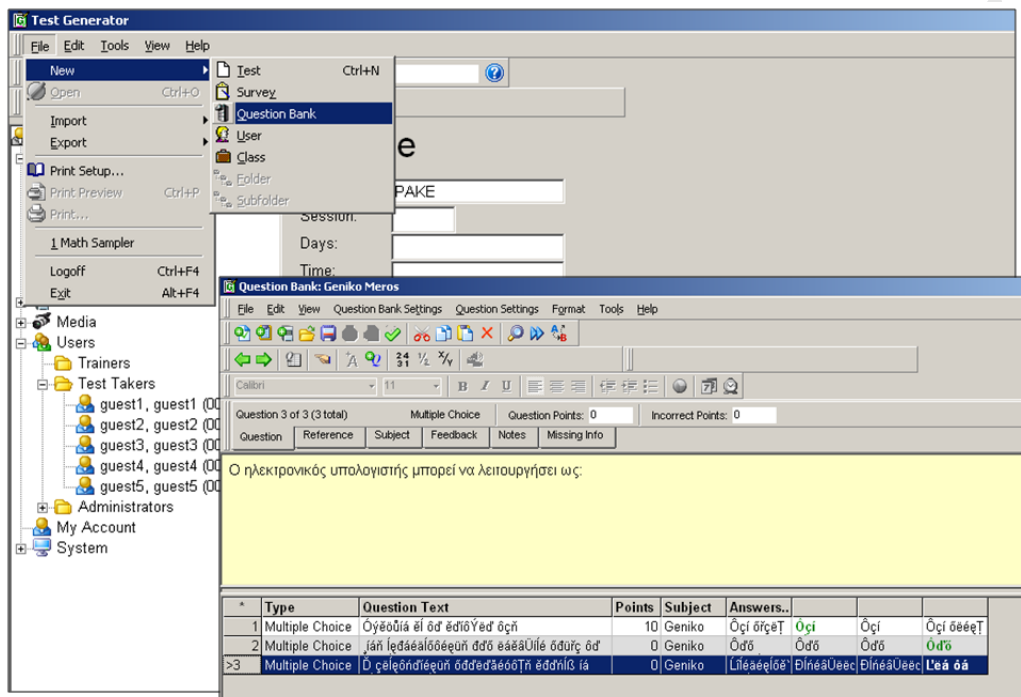 Test Generator
File Edit Tools View Help
New
Open Ctrl+O
Import
Export
Print Setup...
Print Preview Ctrl+P
Print...
1 Math Sampler
Logoff Ctrl+F4
Exit Alt+F4
Test Ctrl+N
Survey
Question Bank
User
Class
Folder
Subfolder
e
PAKE
Session:
Days:
Time:
Media
Users
Trainers
Test Takers
guest1, guest1 (00
guest2, guest2 (00
guest3, guest3 (00
guest4, guest4 (00
guest5, guest5 (00
Administrators
My Account
System
Question Bank: Geniko Meros
File Edit View Question Bank Settings Question Settings Format Tools Help
Calibri 11 B I U
Question 3 of 3 (3 total) Multiple Choice Question Points: 0 Incorrect Points: 0
Question Reference Subject Feedback Notes Missing Info
Ο ηλεκτρονικός υπολογιστής μπορεί να λειτουργήσει ως:
* Type Question Text Points Subject Answers..
1 Multiple Choice 10 Geniko
2 Multiple Choice 0 Geniko
>3 Multiple Choice 0 Geniko